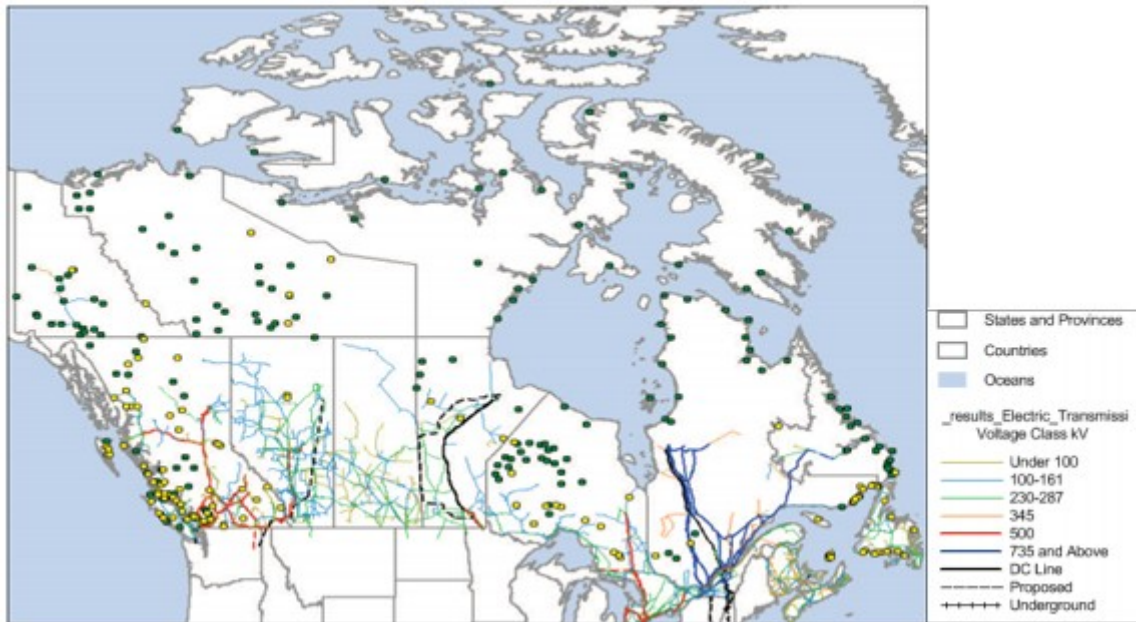 States and Provinces
Countries
Oceans
_results_Electric_Transmissi
Voltage Class kV
Under 100
100-161
230-287
345
500
735 and Above
DC Line
Proposed
Underground